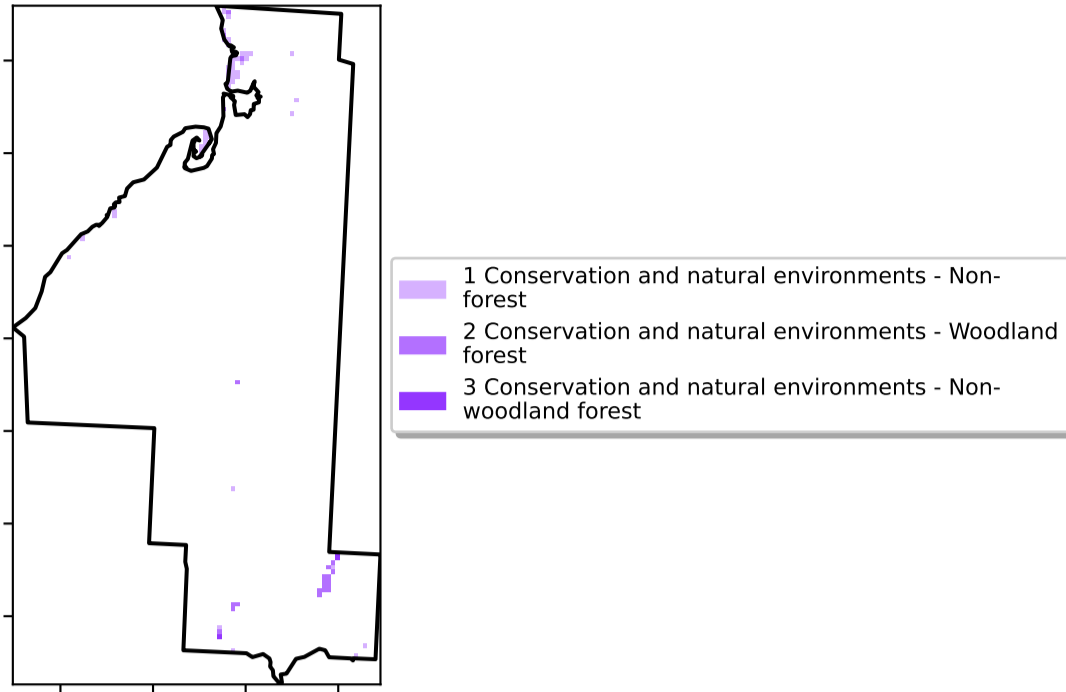 1 Conservation and natural environments - Non-
forest
2 Conservation and natural environments - Woodland
forest
3 Conservation and natural environments - Non-
woodland forest